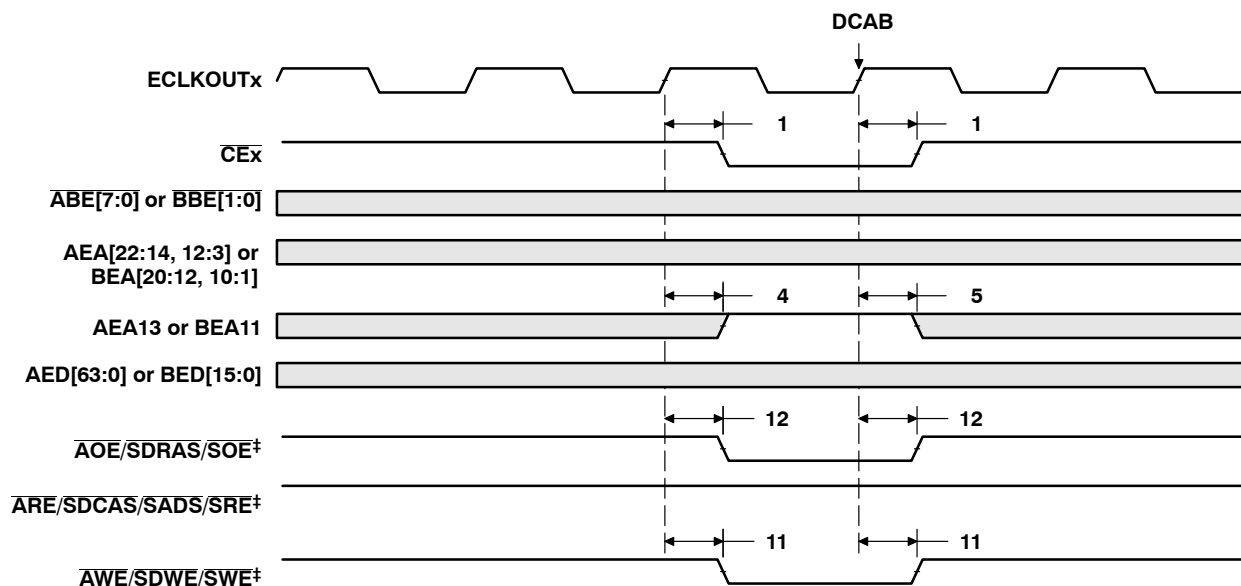 DCAB
ECLKOUTx
1 1
CEx
ABE[7:0] or BBE[1:0]
AEA[22:14, 12:3] or
BEA[20:12, 10:1]
4 5
AEA13 or BEA11
AED[63:0] or BED[15:0]
12 12
AOE/SDRAS/SOE‡
ARE/SDCAS/SADS/SRE‡
11 11
AWE/SDWE/SWE‡